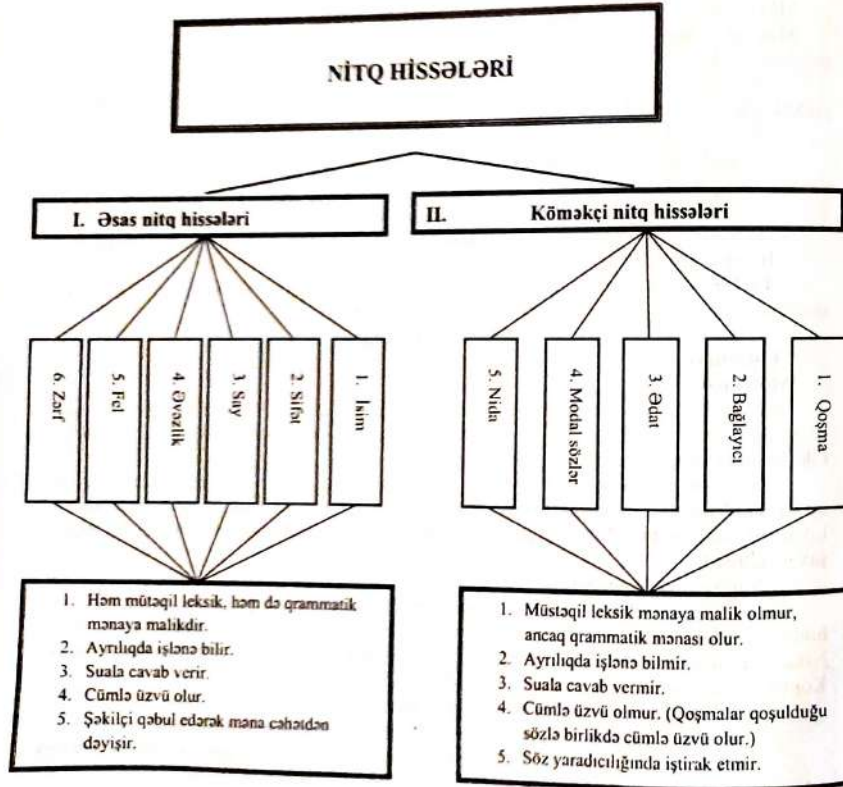 NİTQ HİSSƏLƏRİ
I. Əsas nitq hissələri
II. Köməkçi nitq hissələri
6. Zərf
5. Fel
4. Əvəzlik
3. Say
2. Sifət
1. İsim
5. Nida
4. Modal sözlər
3. Ədat
2. Bağlayıcı
1. Qoşma
1. Həm mütəqil leksik, həm də qrammatik
mənaya malikdir.
2. Ayrılıqda işlənə bilir.
3. Suala cavab verir.
4. Cümlə üzvü olur.
5. Şəkilçi qəbul edərək məna cəhətdən
dəyişir.
1. Müstəqil leksik mənaya malik olmur,
ancaq qrammatik mənası olur.
2. Ayrılıqda işlənə bilmir.
3. Suala cavab vermir.
4. Cümlə üzvü olmur. (Qoşmalar qoşulduğu
sözlə birlikdə cümlə üzvü olur.)
5. Söz yaradıcılığında iştirak etmir.